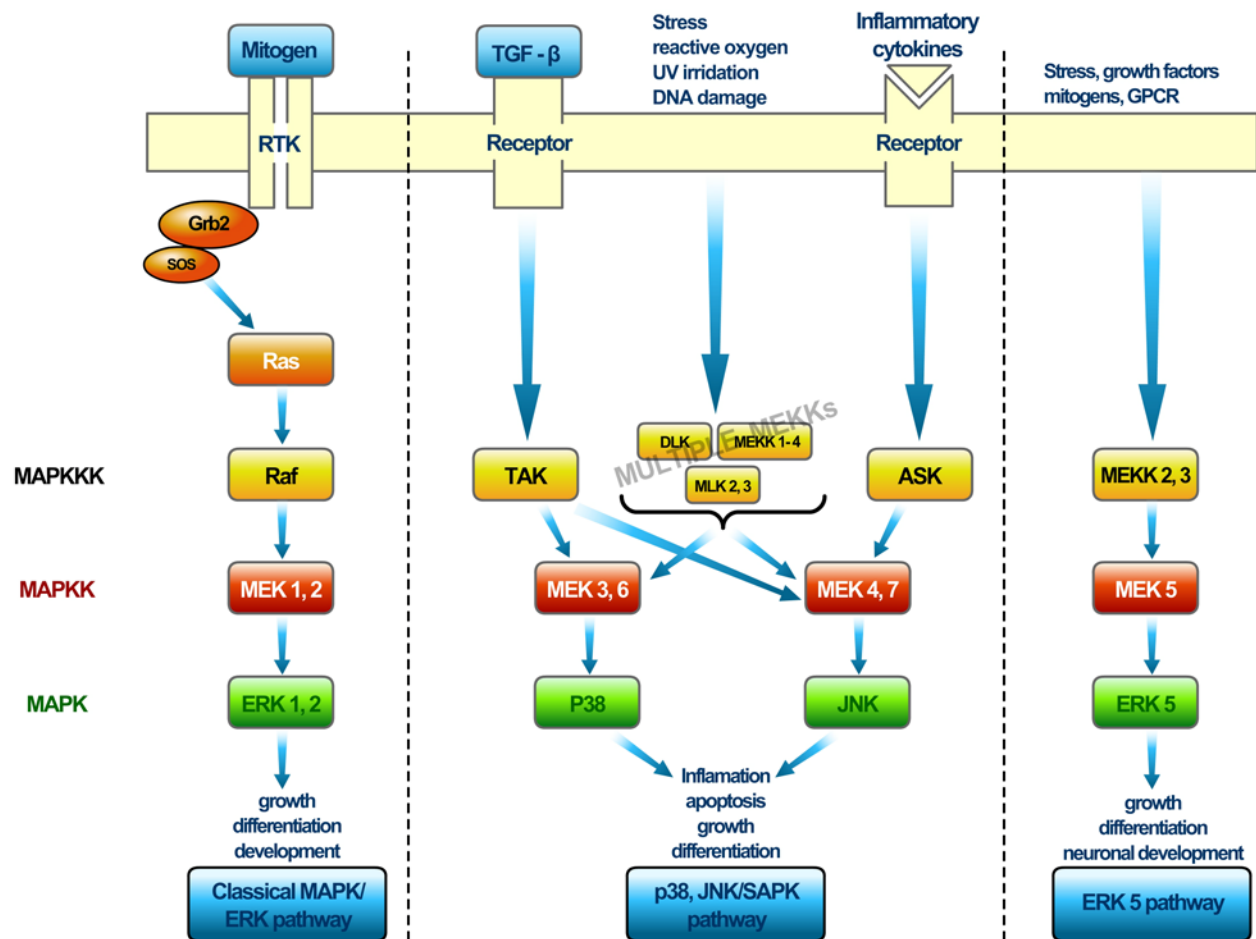 Mitogen
TGF - β
Stress
reactive oxygen
UV irridation
DNA damage
Inflammatory
cytokines
Stress, growth factors
mitogens, GPCR
RTK
Receptor
Receptor
Grb2
SOS
Ras
MULTIPLE MEKKs
DLK
MEKK 1- 4
MLK 2, 3
MAPKKK
Raf
TAK
ASK
MEKK 2, 3
MAPKK
MEK 1, 2
MEK 3, 6
MEK 4, 7
MEK 5
MAPK
ERK 1, 2
P38
JNK
ERK 5
growth
differentiation
development
Inflamation
apoptosis
growth
differentiation
growth
differentiation
neuronal development
Classical MAPK/
ERK pathway
p38, JNK/SAPK
pathway
ERK 5 pathway